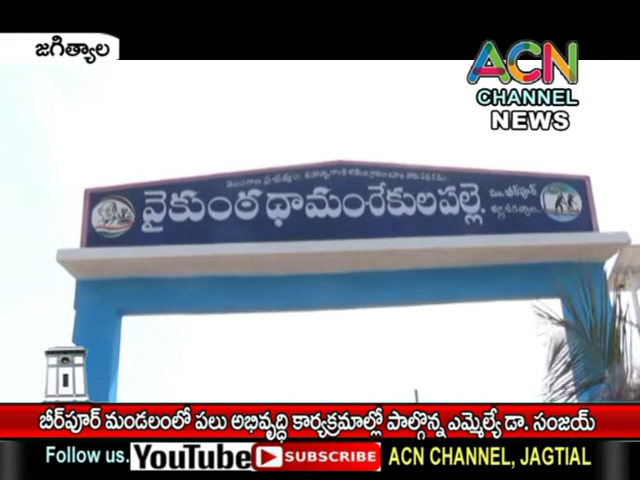 జగిత్యాల
ACN
CHANNEL
NEWS
తెలంగాణ ప్రభుత్వం
వైకుంఠ ధామం రేకులపల్లె.
మం. బీర్‌పూర్
బీర్‌పూర్ మండలంలో పలు అభివృద్ధి కార్యక్రమాల్లో పాల్గొన్న ఎమ్మెల్యే డా. సంజయ్
Follow us. YouTube SUBSCRIBE ACN CHANNEL, JAGTIAL